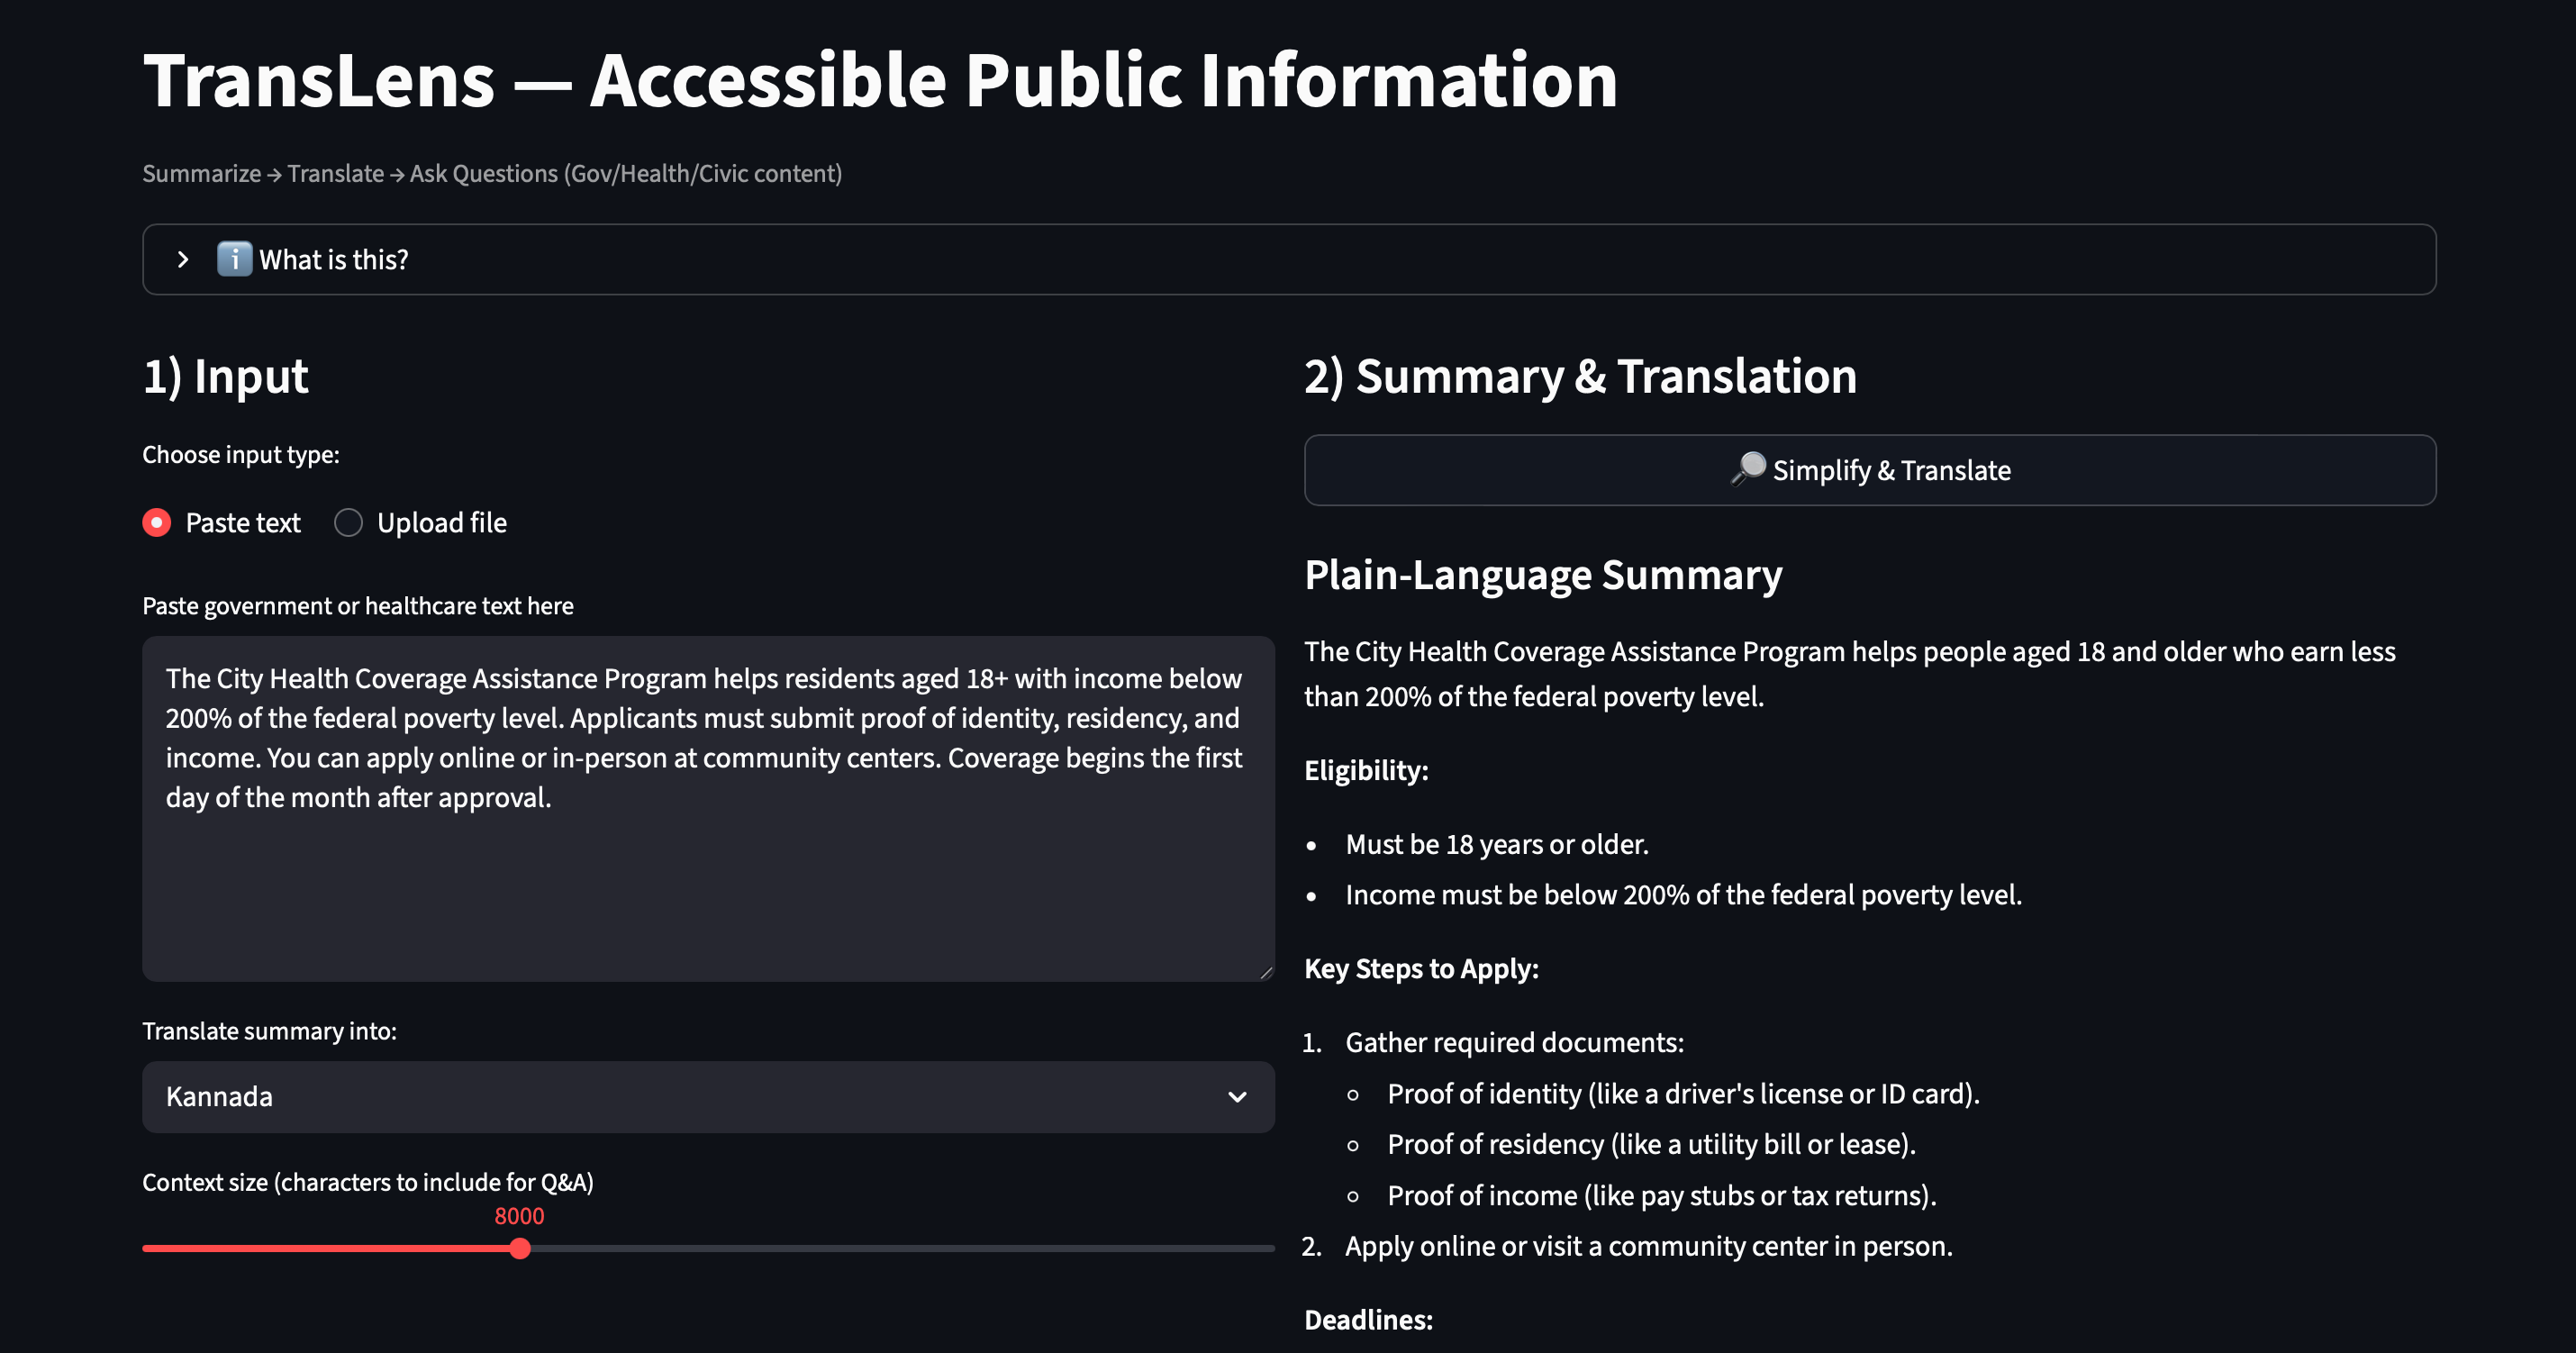 TransLens — Accessible Public Information
Summarize → Translate → Ask Questions (Gov/Health/Civic content)
What is this?
1) Input
Choose input type:
Paste text
Upload file
Paste government or healthcare text here
The City Health Coverage Assistance Program helps residents aged 18+ with income below
200% of the federal poverty level. Applicants must submit proof of identity, residency, and
income. You can apply online or in-person at community centers. Coverage begins the first
day of the month after approval.
Translate summary into:
Kannada
Context size (characters to include for Q&A)
8000
2) Summary & Translation
Simplify & Translate
Plain-Language Summary
The City Health Coverage Assistance Program helps people aged 18 and older who earn less
than 200% of the federal poverty level.
Eligibility:
• Must be 18 years or older.
• Income must be below 200% of the federal poverty level.
Key Steps to Apply:
1. Gather required documents:
◦ Proof of identity (like a driver's license or ID card).
◦ Proof of residency (like a utility bill or lease).
◦ Proof of income (like pay stubs or tax returns).
2. Apply online or visit a community center in person.
Deadlines: